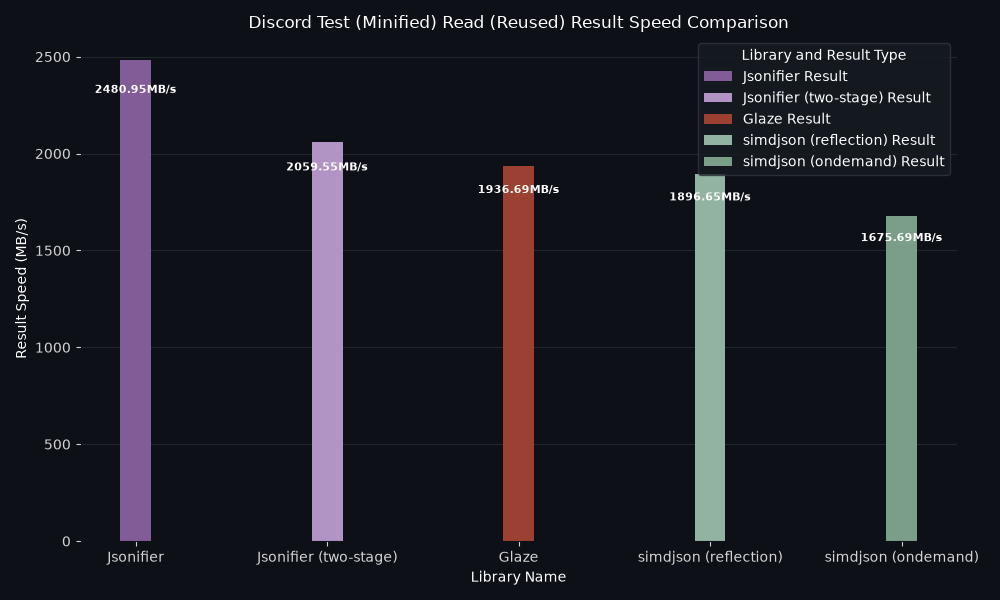 Discord Test (Minified) Read (Reused) Result Speed Comparison
Library and Result Type
Jsonifier Result
Jsonifier (two-stage) Result
Glaze Result
simdjson (reflection) Result
simdjson (ondemand) Result
2500
2000
1500
1000
500
0
Result Speed (MB/s)
2480.95MB/s
2059.55MB/s
1936.69MB/s
1896.65MB/s
1675.69MB/s
Jsonifier
Jsonifier (two-stage)
Glaze
simdjson (reflection)
simdjson (ondemand)
Library Name